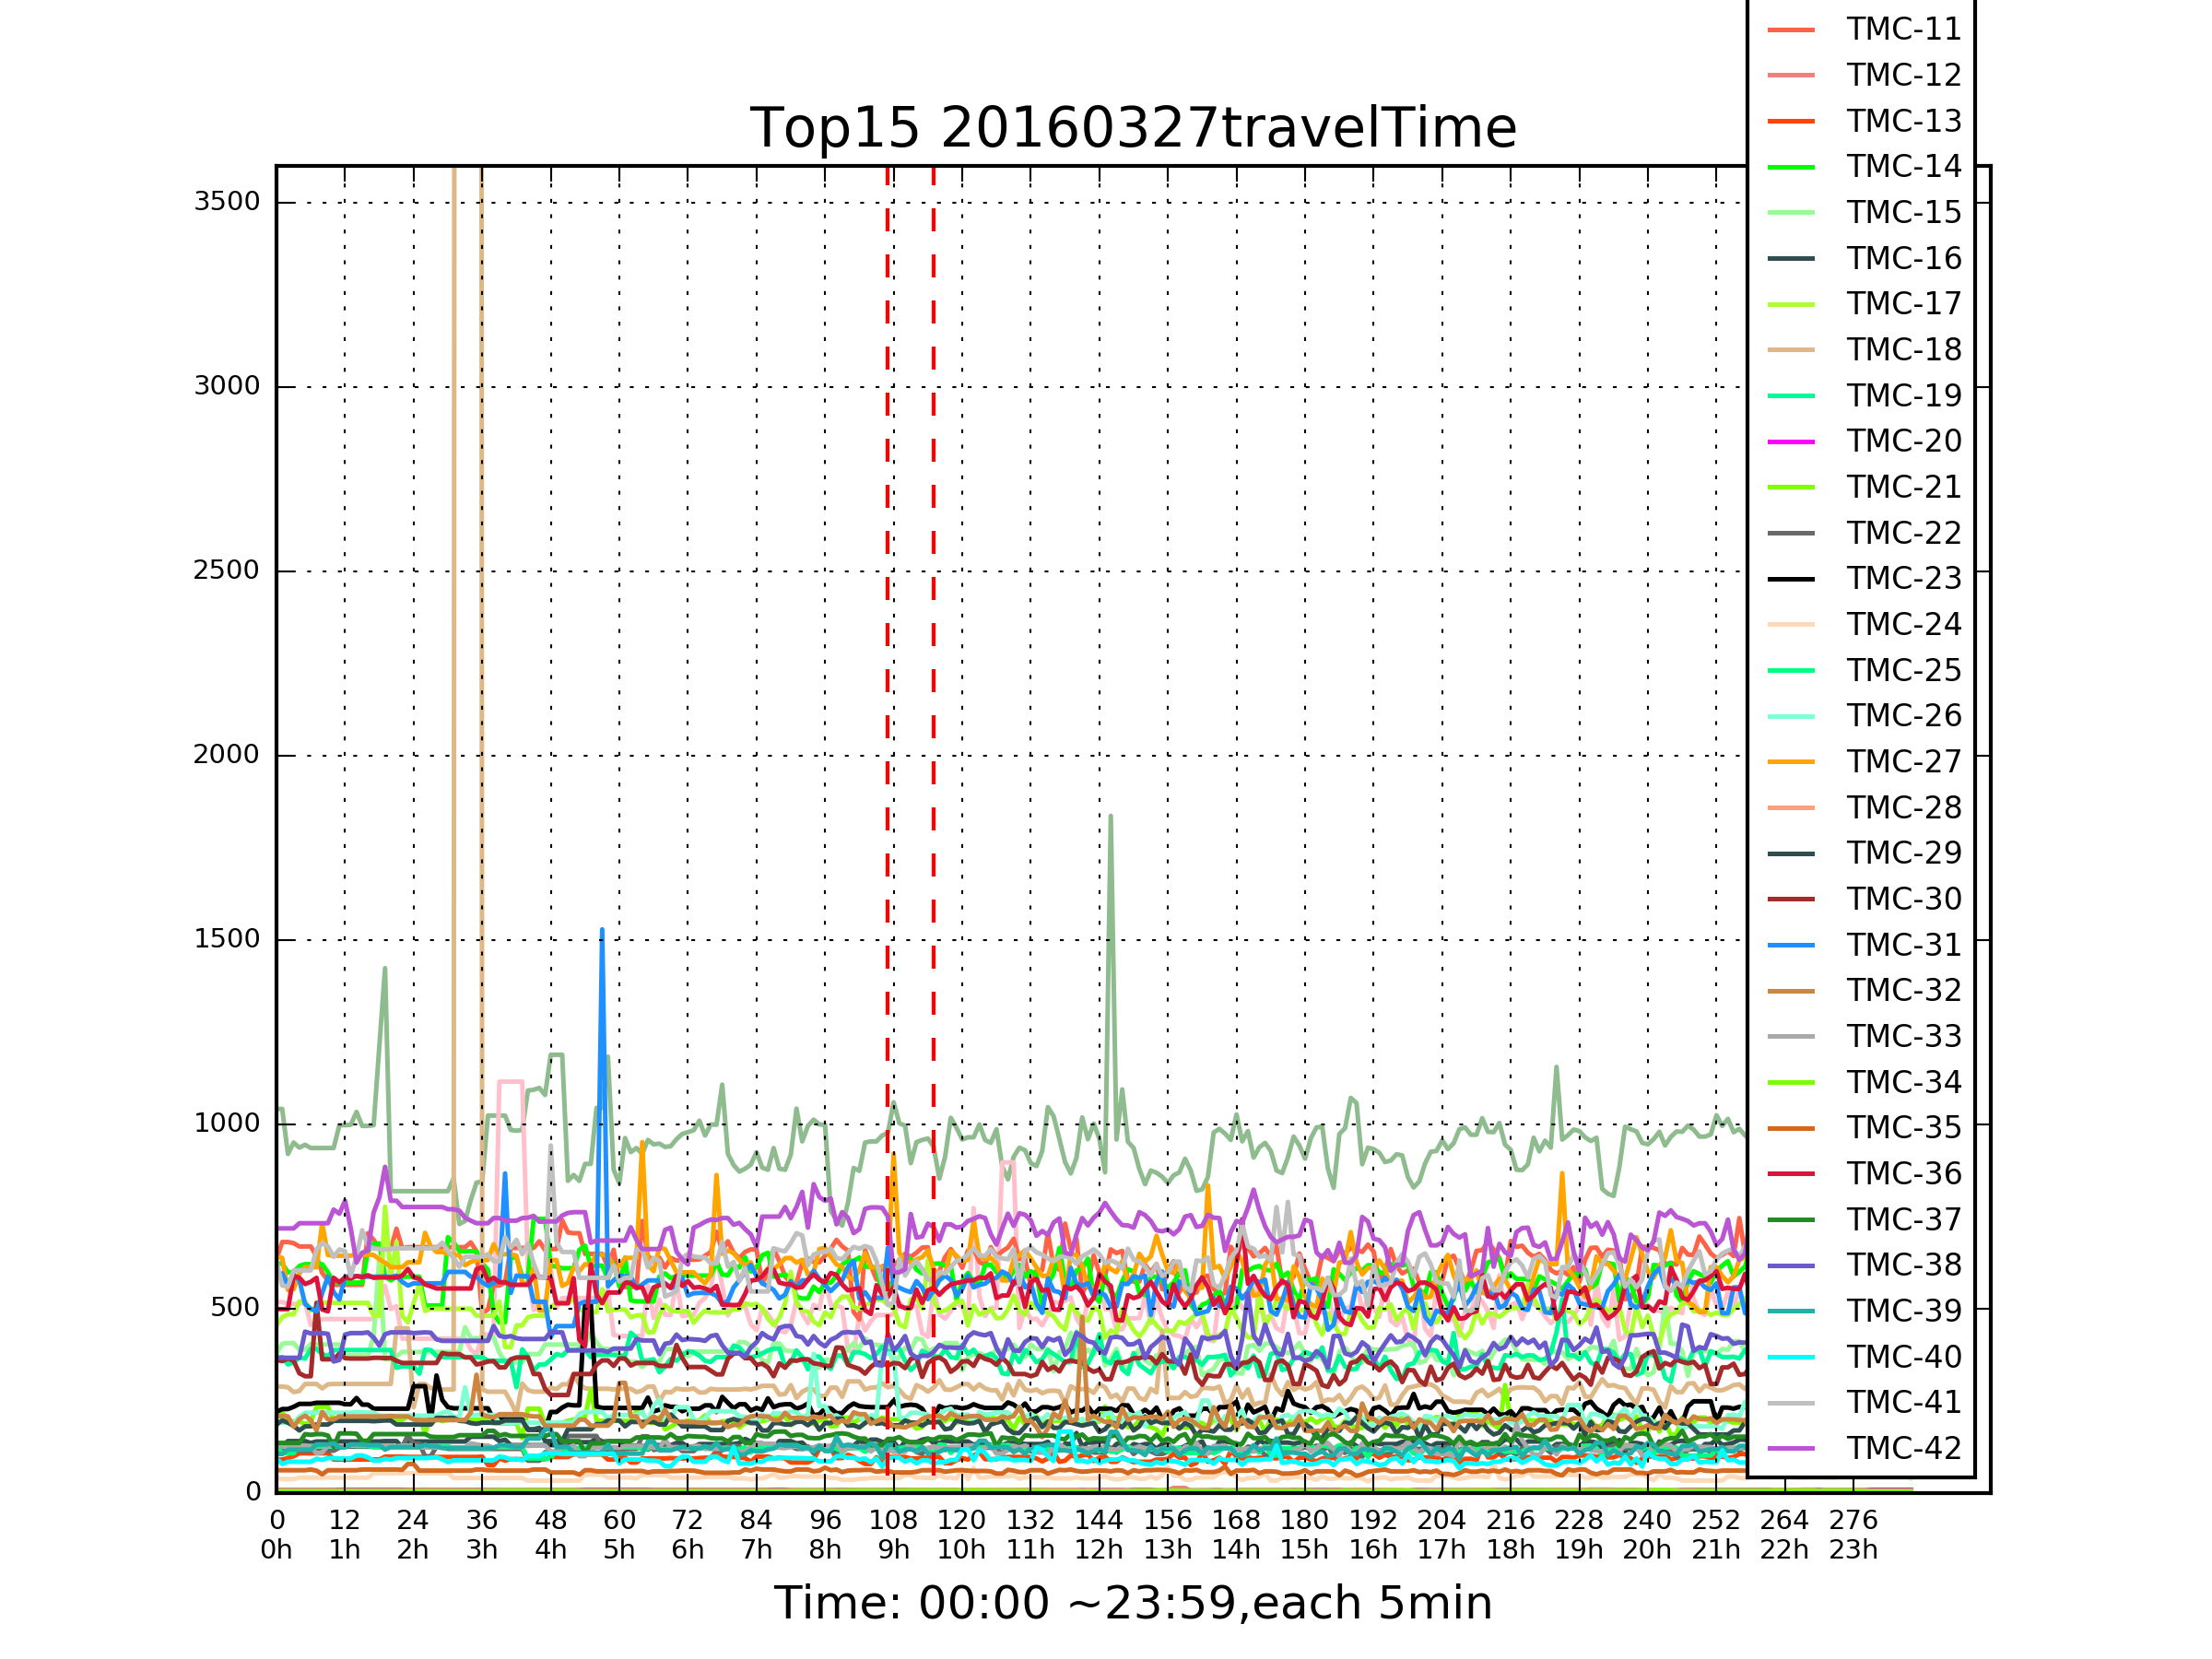 Top15 20160327travelTime
3500
3000
2500
2000
1500
1000
500
0
0 12 24 36 48 60 72 84 96 108 120 132 144 156 168 180 192 204 216 228 240 252 264 276
0h 1h 2h 3h 4h 5h 6h 7h 8h 9h 10h 11h 12h 13h 14h 15h 16h 17h 18h 19h 20h 21h 22h 23h
Time: 00:00 ~23:59,each 5min
TMC-11
TMC-12
TMC-13
TMC-14
TMC-15
TMC-16
TMC-17
TMC-18
TMC-19
TMC-20
TMC-21
TMC-22
TMC-23
TMC-24
TMC-25
TMC-26
TMC-27
TMC-28
TMC-29
TMC-30
TMC-31
TMC-32
TMC-33
TMC-34
TMC-35
TMC-36
TMC-37
TMC-38
TMC-39
TMC-40
TMC-41
TMC-42